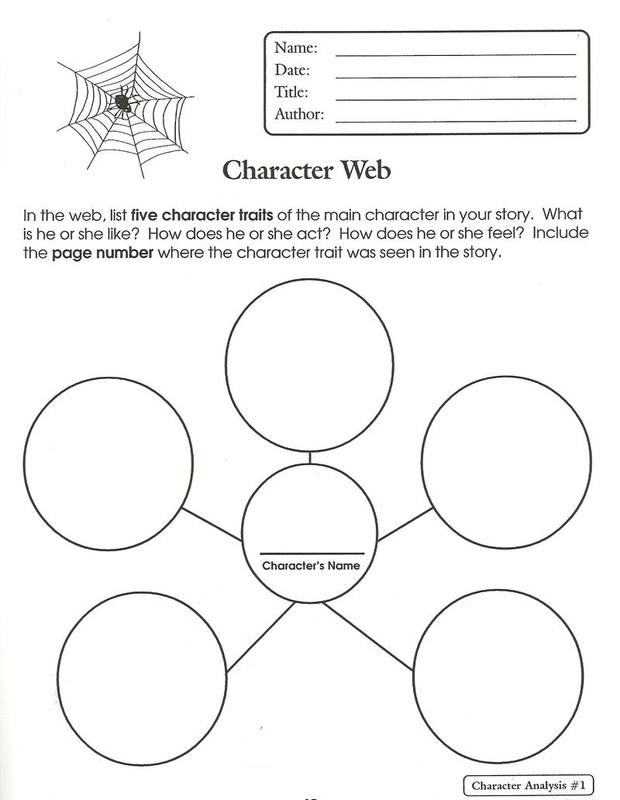 Name:
Date:
Title:
Author:
Character Web
In the web, list five character traits of the main character in your story. What
is he or she like? How does he or she act? How does he or she feel? Include
the page number where the character trait was seen in the story.
Character's Name
Character Analysis #1